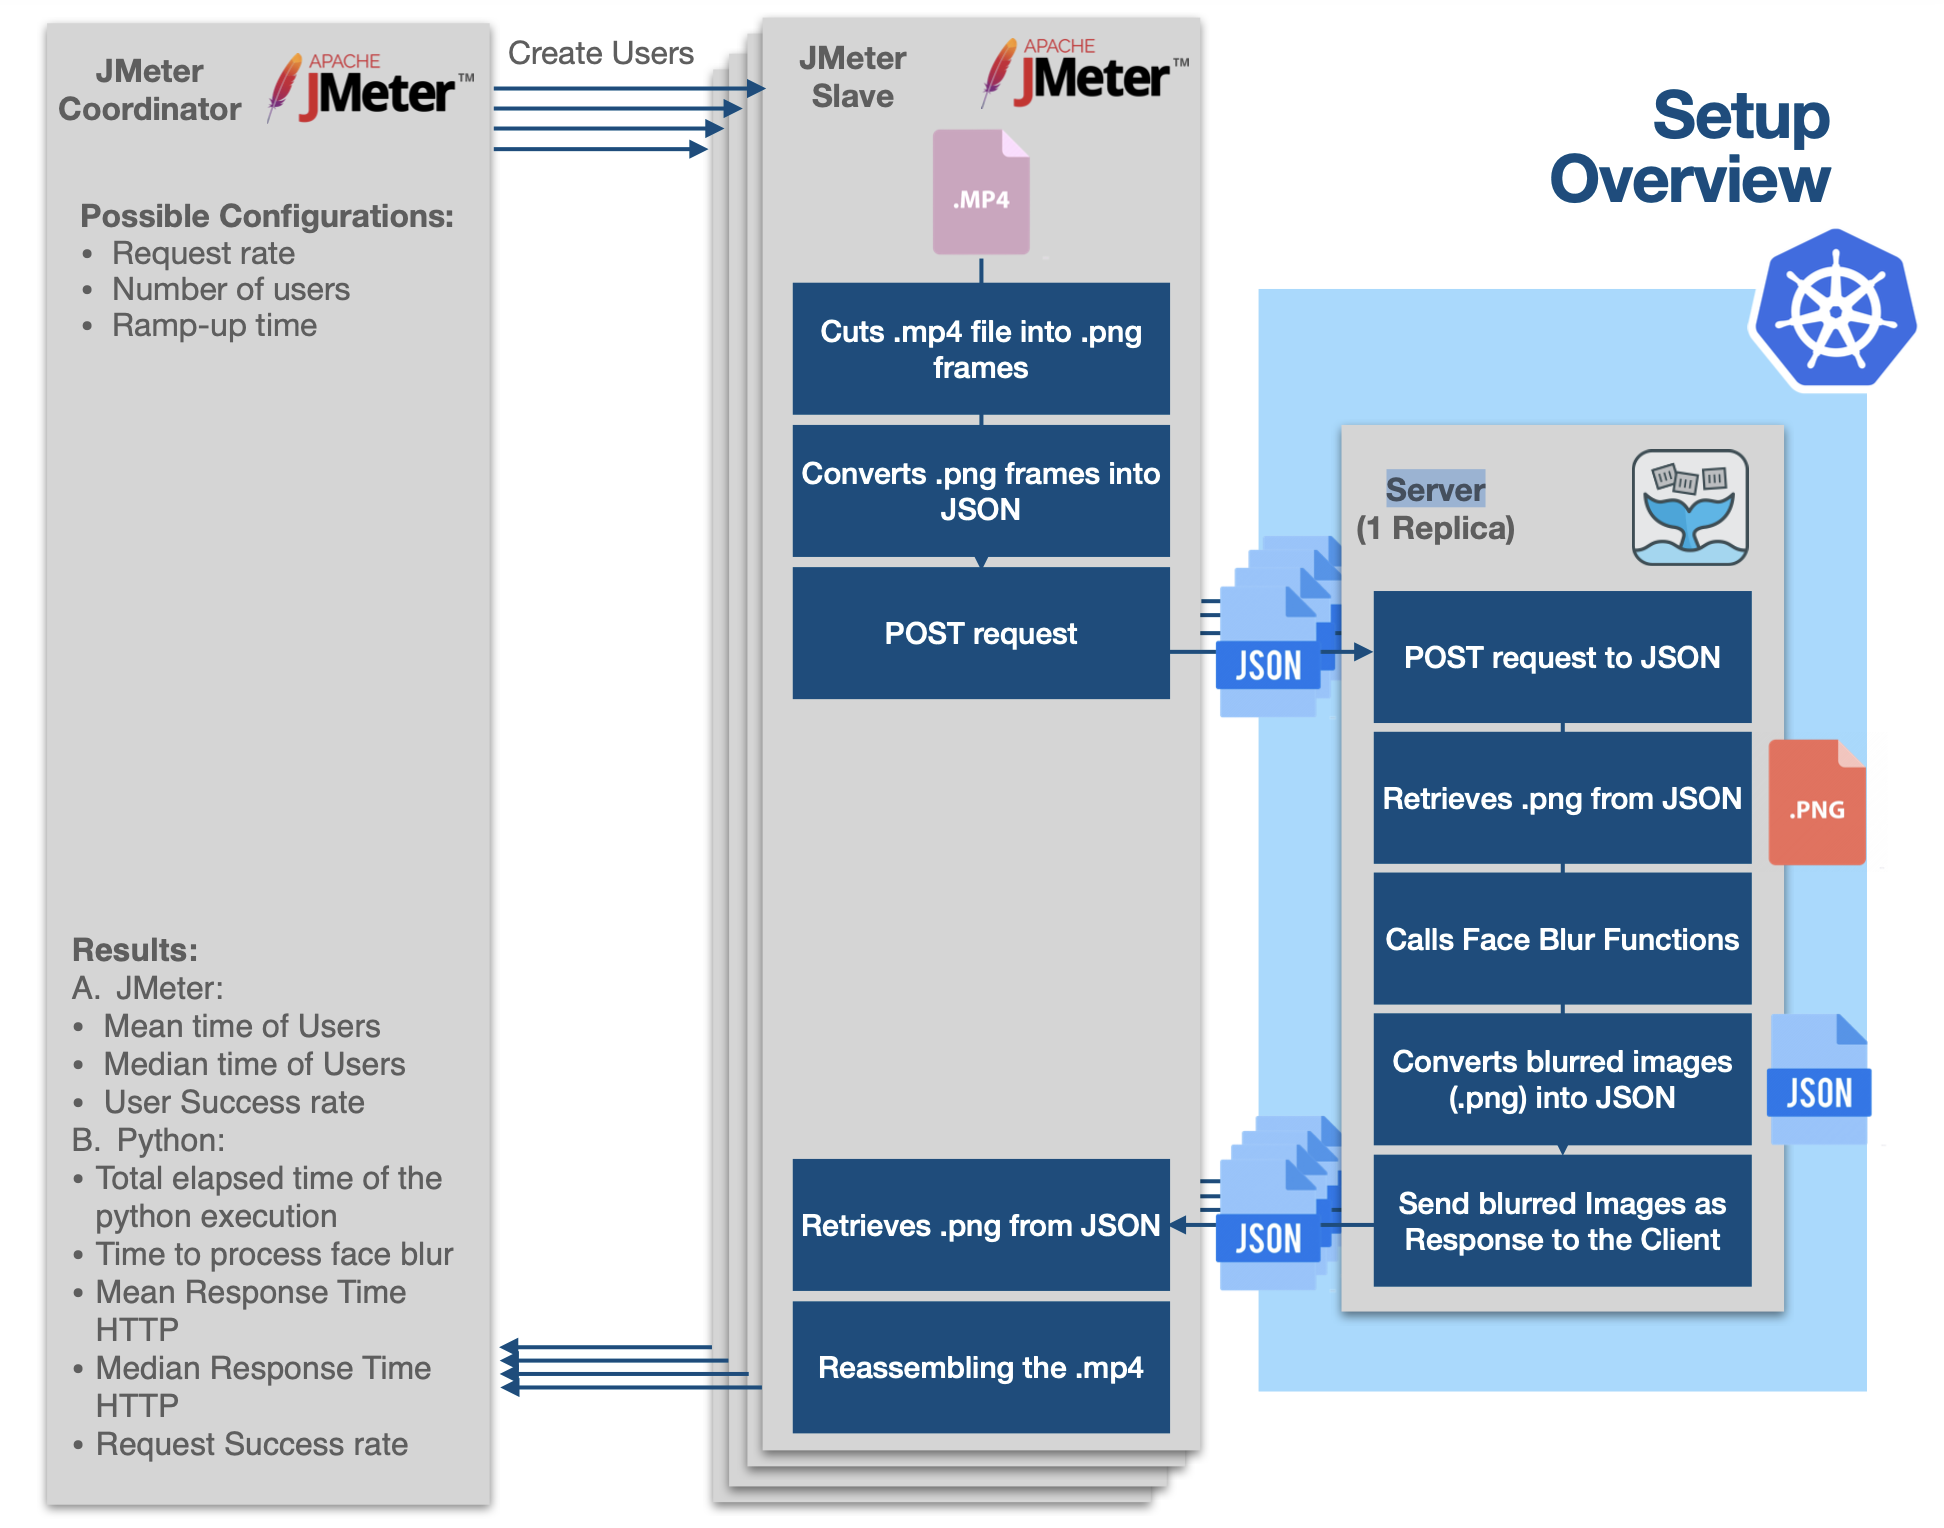 JMeter
Coordinator
APACHE
JMeter™
Possible Configurations:
• Request rate
• Number of users
• Ramp-up time
Results:
A. JMeter:
• Mean time of Users
• Median time of Users
• User Success rate
B. Python:
• Total elapsed time of the
python execution
• Time to process face blur
• Mean Response Time
HTTP
• Median Response Time
HTTP
• Request Success rate
Create Users
JMeter
Slave
APACHE
JMeter™
.MP4
Cuts .mp4 file into .png
frames
Converts .png frames into
JSON
POST request
JSON
Retrieves .png from JSON
Reassembling the .mp4
JSON
Setup
Overview
Server
(1 Replica)
POST request to JSON
Retrieves .png from JSON
.PNG
Calls Face Blur Functions
Converts blurred images
(.png) into JSON
JSON
Send blurred Images as
Response to the Client